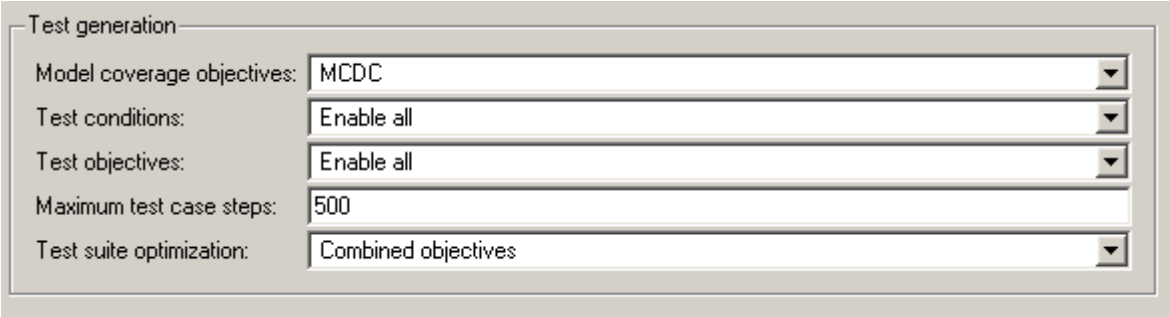 Test generation
Model coverage objectives: MCDC
Test conditions: Enable all
Test objectives: Enable all
Maximum test case steps: 500
Test suite optimization: Combined objectives